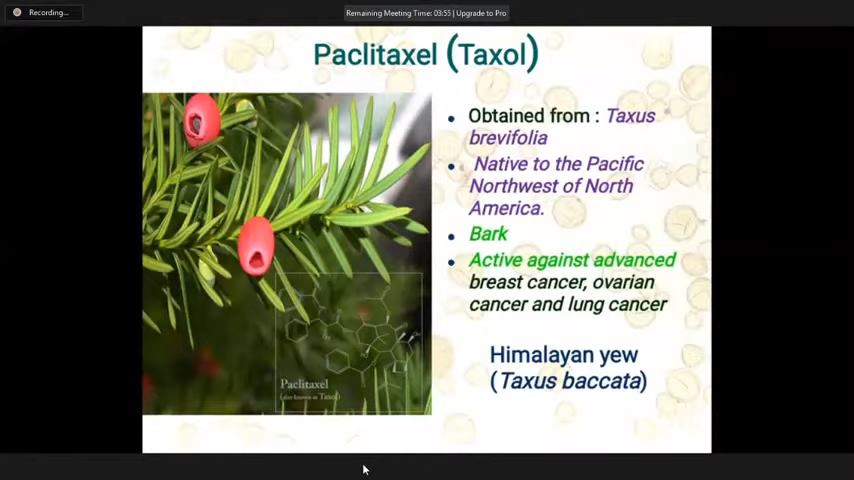 Recording...
Remaining Meeting Time: 03:55 | Upgrade to Pro
Paclitaxel (Taxol)
• Obtained from : Taxus
brevifolia
• Native to the Pacific
Northwest of North
America.
• Bark
• Active against advanced
breast cancer, ovarian
cancer and lung cancer
Himalayan yew
(Taxus baccata)
Paclitaxel
(also known as Taxol)